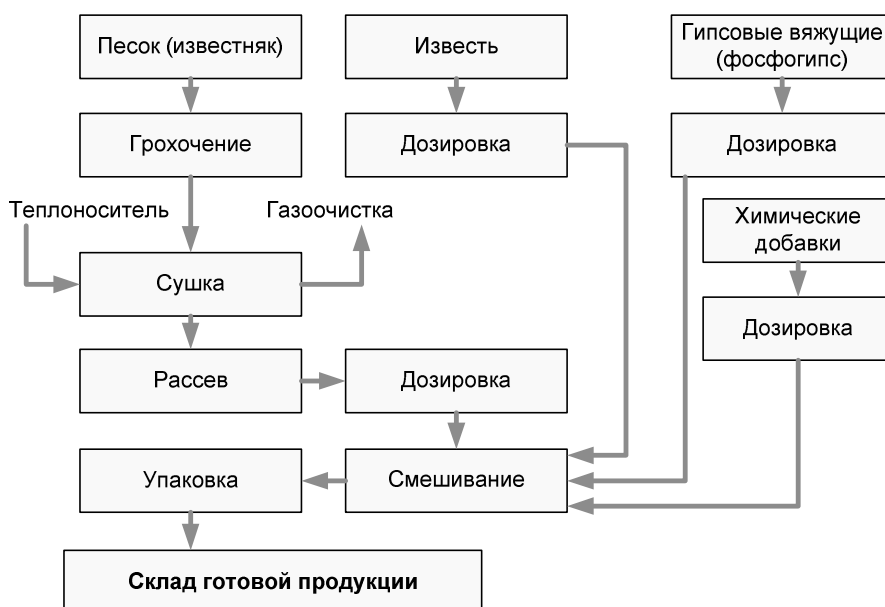 Песок (известняк)
Известь
Гипсовые вяжущие
(фосфогипс)
Грохочение
Дозировка
Дозировка
Теплоноситель
Газоочистка
Химические
добавки
Сушка
Дозировка
Рассев
Дозировка
Упаковка
Смешивание
Склад готовой продукции